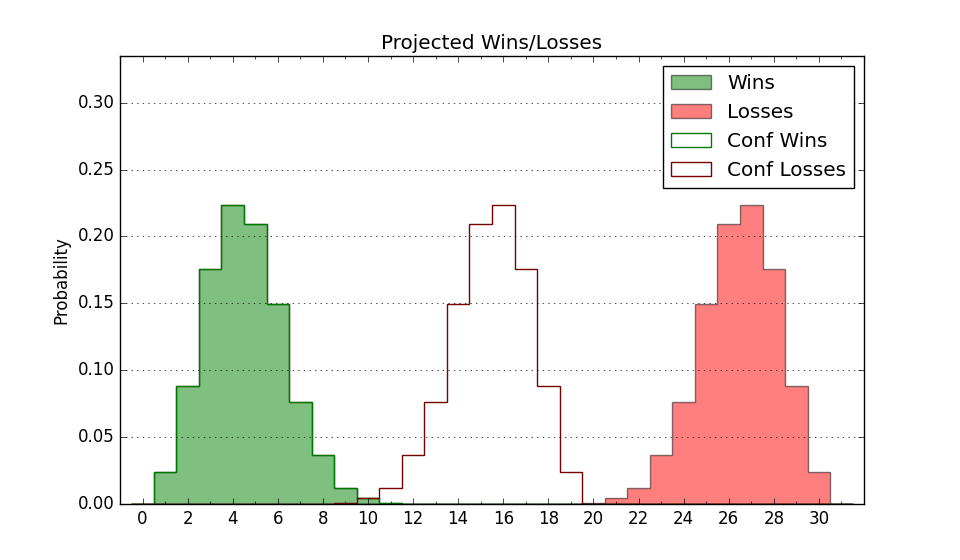 Projected Wins/Losses
Wins
Losses
Conf Wins
Conf Losses
Probability
0.30
0.25
0.20
0.15
0.10
0.05
0.00
0 2 4 6 8 10 12 14 16 18 20 22 24 26 28 30